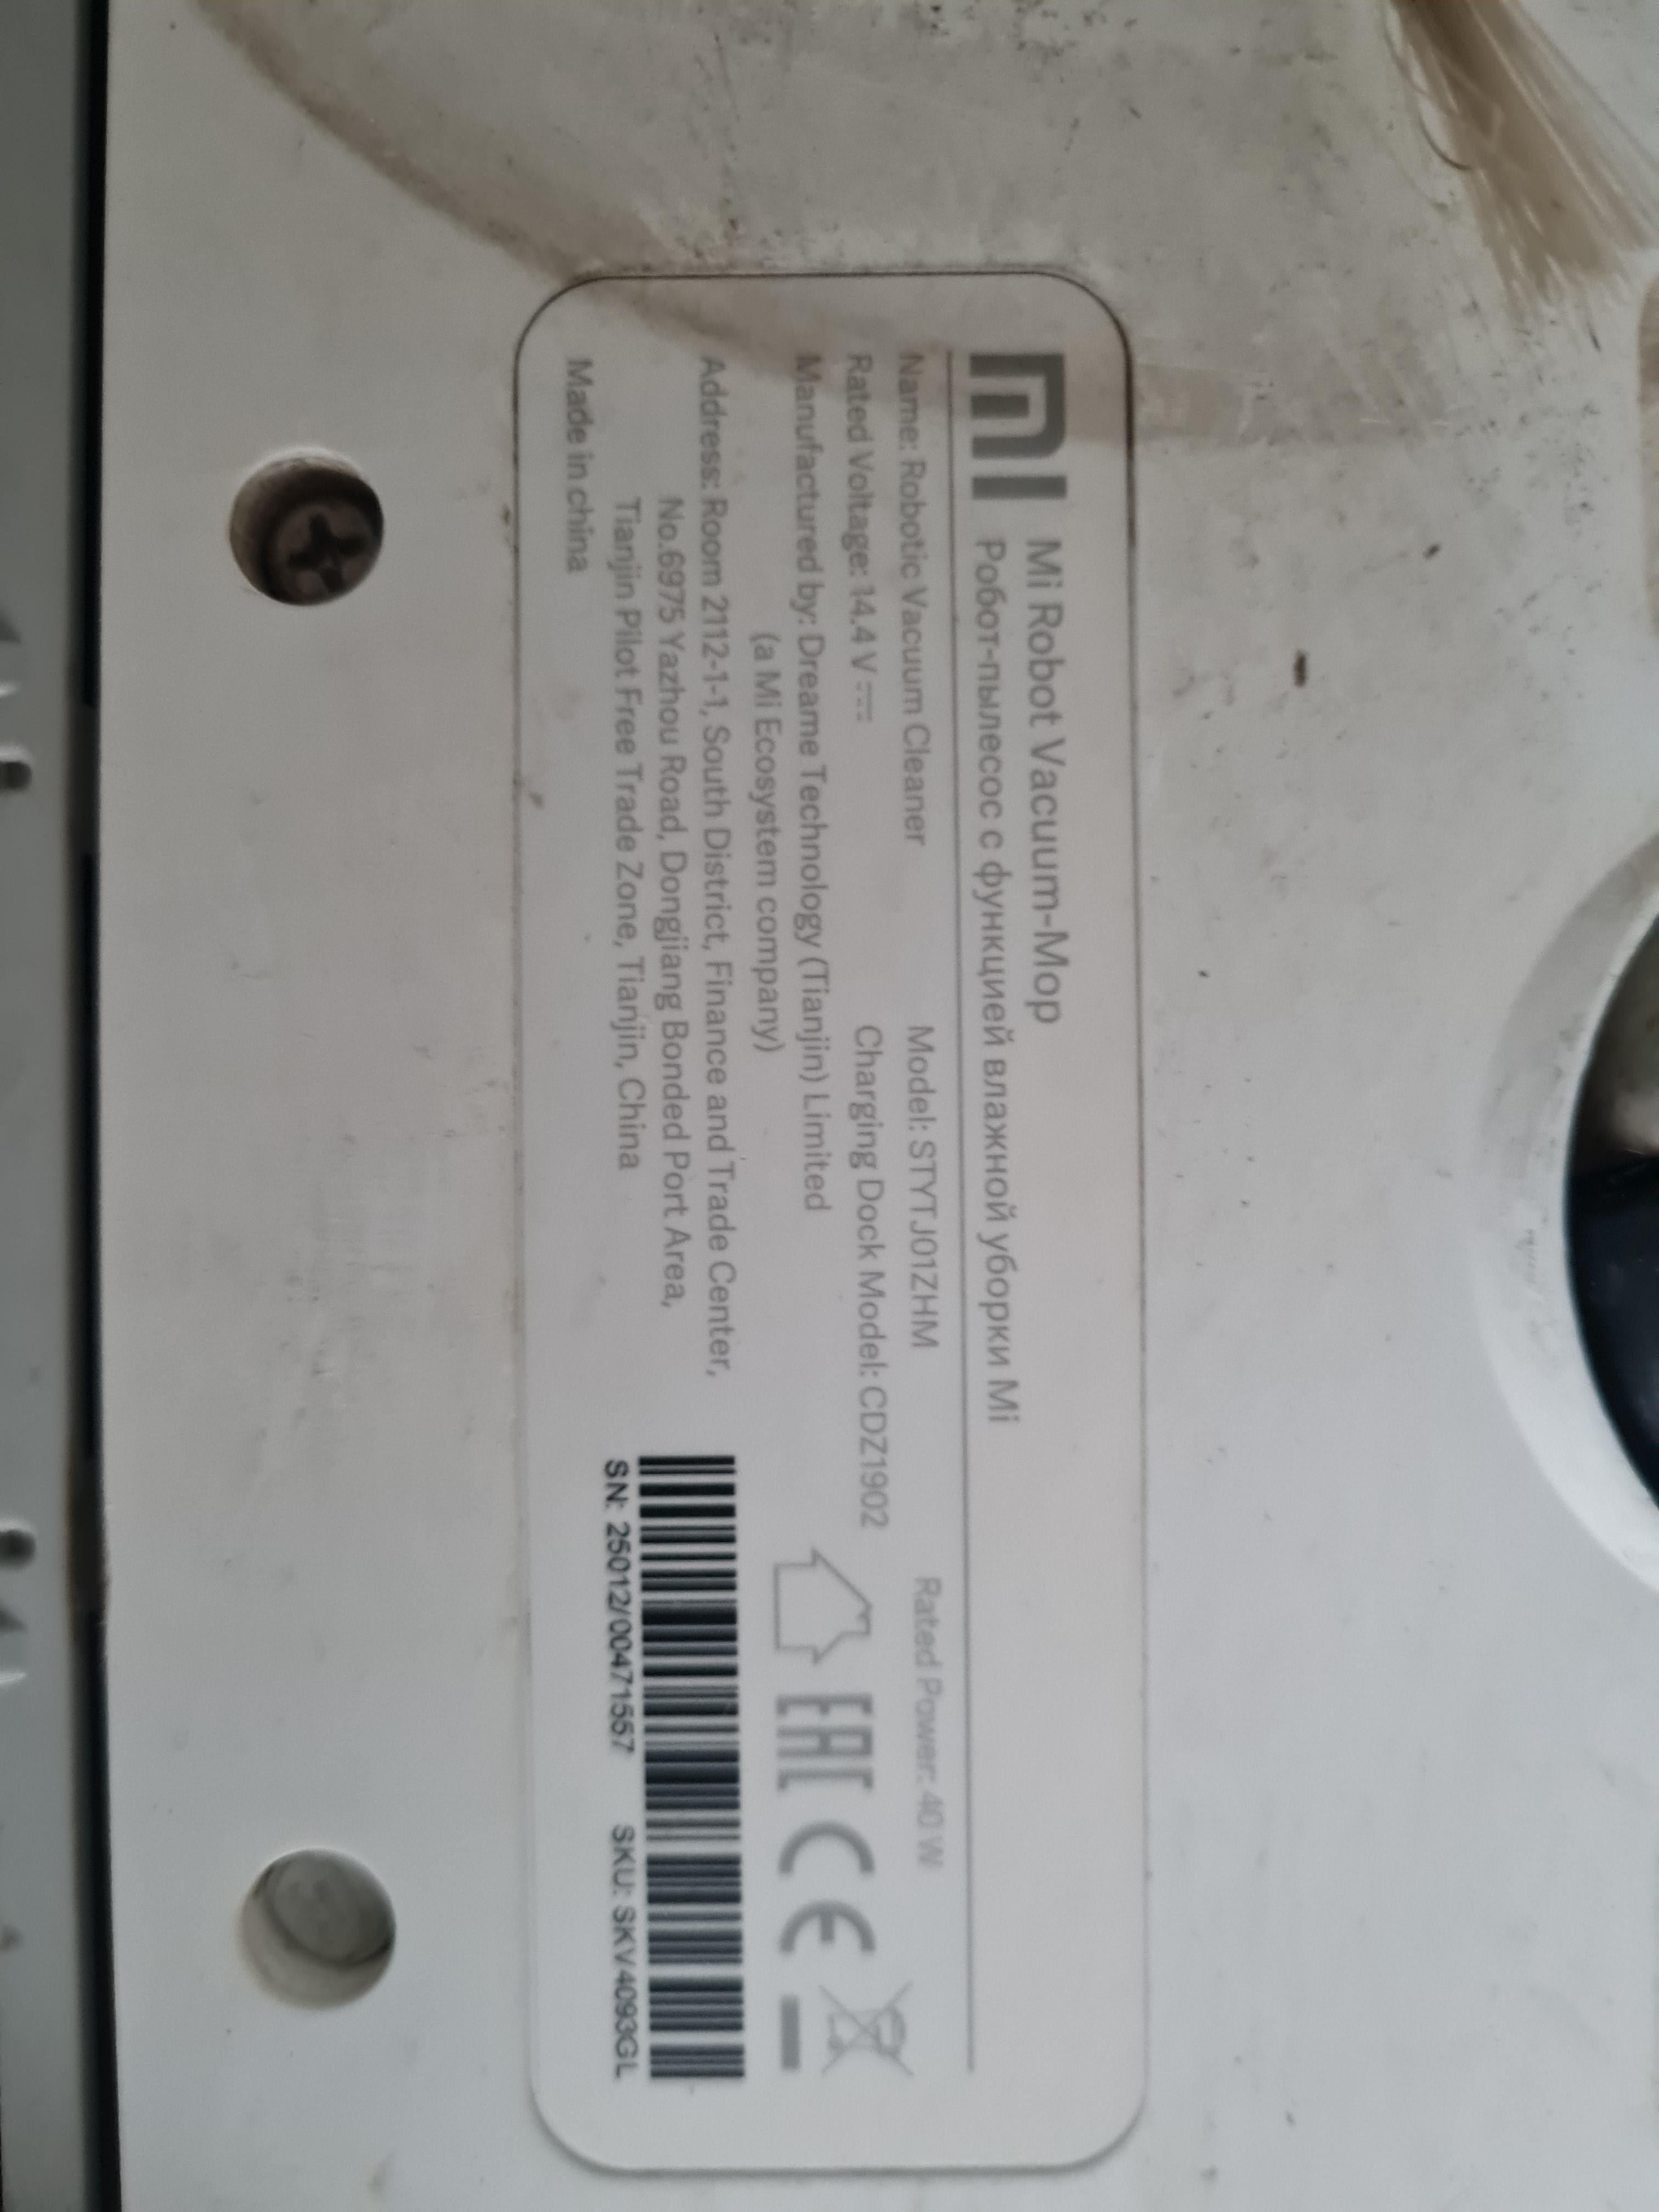 MI Mi Robot Vacuum-Mop
Робот-пылесос с функцией влажной уборки Mi
Name: Robotic Vacuum Cleaner Model: STYTJ01ZHM Rated Power: 40 W
Rated Voltage: 14.4 V Charging Dock Model: CDZ1902
Manufactured by: Dreame Technology (Tianjin) Limited
(a Mi Ecosystem company)
Address: Room 2112-1-1, South District, Finance and Trade Center,
No.6975 Yazhou Road, Dongjiang Bonded Port Area,
Tianjin Pilot Free Trade Zone, Tianjin, China
Made in china
EAC CE
SN: 25012/00471557 SKU: SKV4093GL